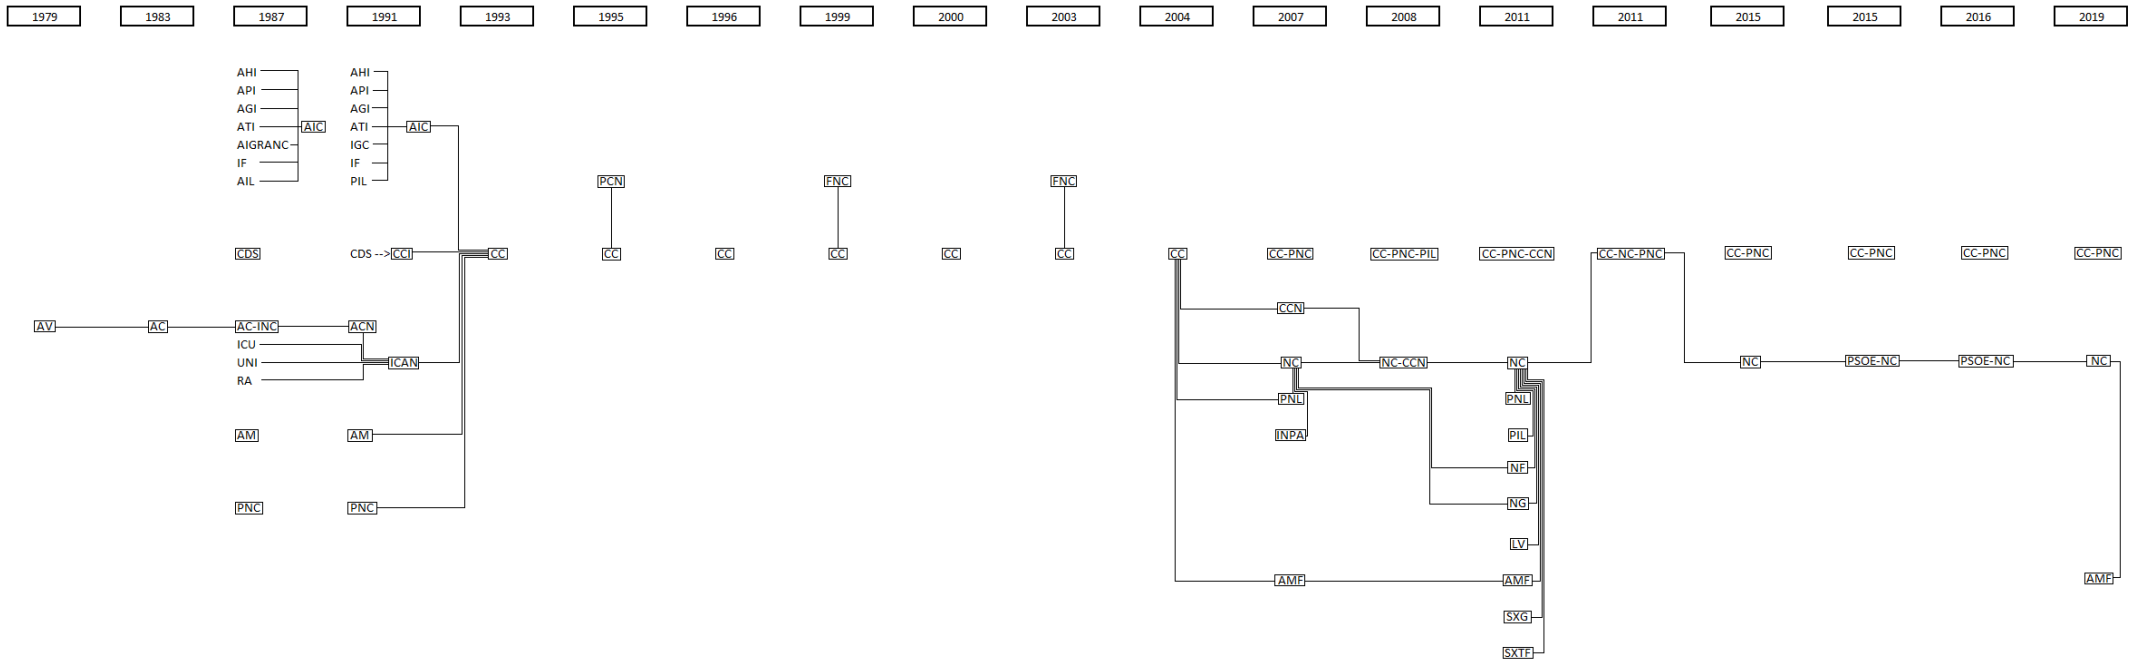 1979 1983 1987 1991 1993 1995 1996 1999 2000 2003 2004 2007 2008 2011 2011 2015 2015 2016 2019
AHI AHI
API API
AGI AGI
ATI AIC ATI AIC
AIGRANC IGC
IF IF
AIL PIL PCN FNC FNC
CDS CDS --> CCI CC CC CC CC CC CC CC CC-PNC CC-PNC-PIL CC-PNC-CCN CC-NC-PNC CC-PNC CC-PNC CC-PNC CC-PNC
CCN
AV AC AC-INC ACN
ICU
UNI ICAN NC NC-CCN NC NC PSOE-NC PSOE-NC NC
RA
PNL PNL
AM AM INPA PIL
NF
PNC PNC NG
LV
AMF AMF AMF
SXG
SXTF